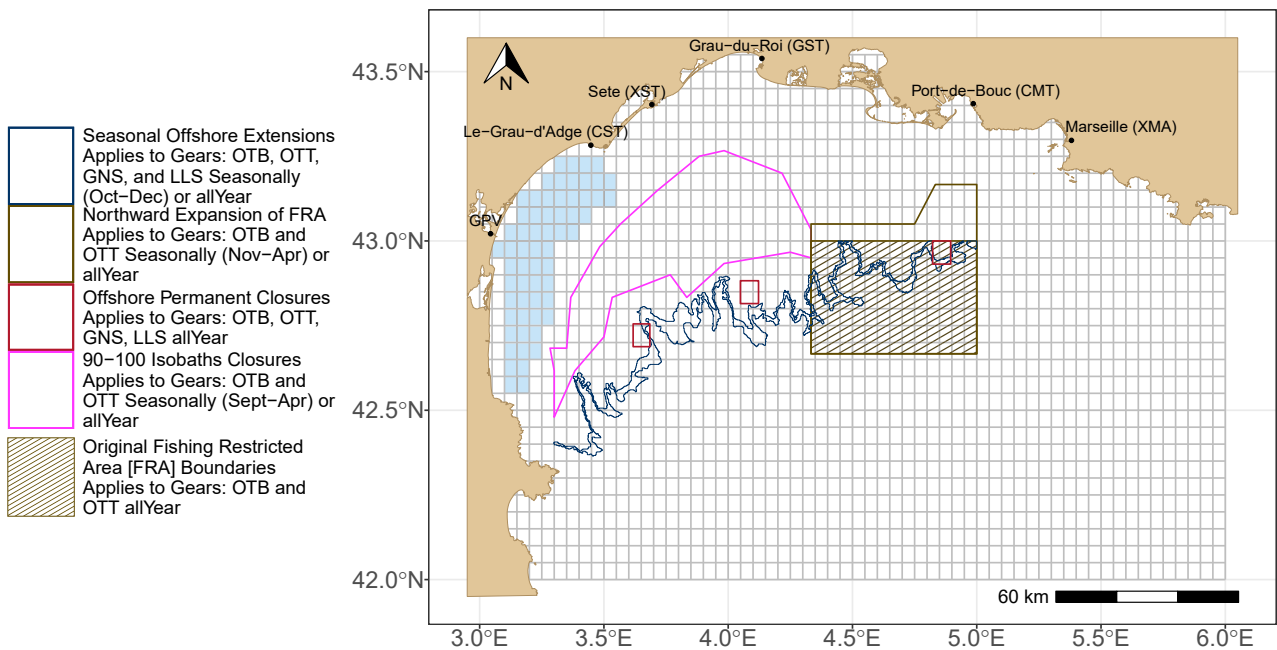 Seasonal Offshore Extensions
Applies to Gears: OTB, OTT,
GNS, and LLS Seasonally
(Oct−Dec) or allYear
Northward Expansion of FRA
Applies to Gears: OTB and
OTT Seasonally (Nov−Apr) or
allYear
Offshore Permanent Closures
Applies to Gears: OTB, OTT,
GNS, LLS allYear
90−100 Isobaths Closures
Applies to Gears: OTB and
OTT Seasonally (Sept−Apr) or
allYear
Original Fishing Restricted
Area [FRA] Boundaries
Applies to Gears: OTB and
OTT allYear
43.5°N
43.0°N
42.5°N
42.0°N
N
Grau−du−Roi (GST)
Sete (XST)
Port−de−Bouc (CMT)
Le−Grau−d'Adge (CST)
Marseille (XMA)
GPV
60 km
3.0°E
3.5°E
4.0°E
4.5°E
5.0°E
5.5°E
6.0°E